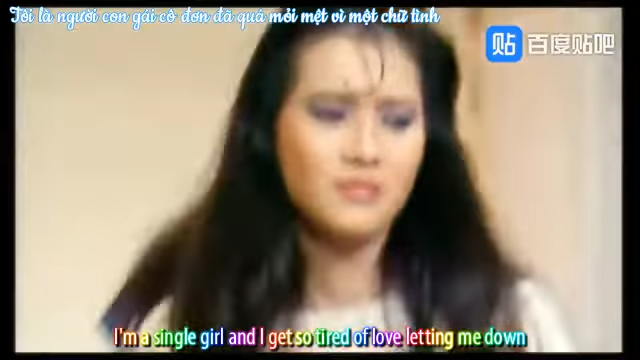 Tôi là người con gái cô đơn đã quá mỏi mệt vì một chữ tình
贴 百度贴吧
I'm a single girl and I get so tired of love letting me down